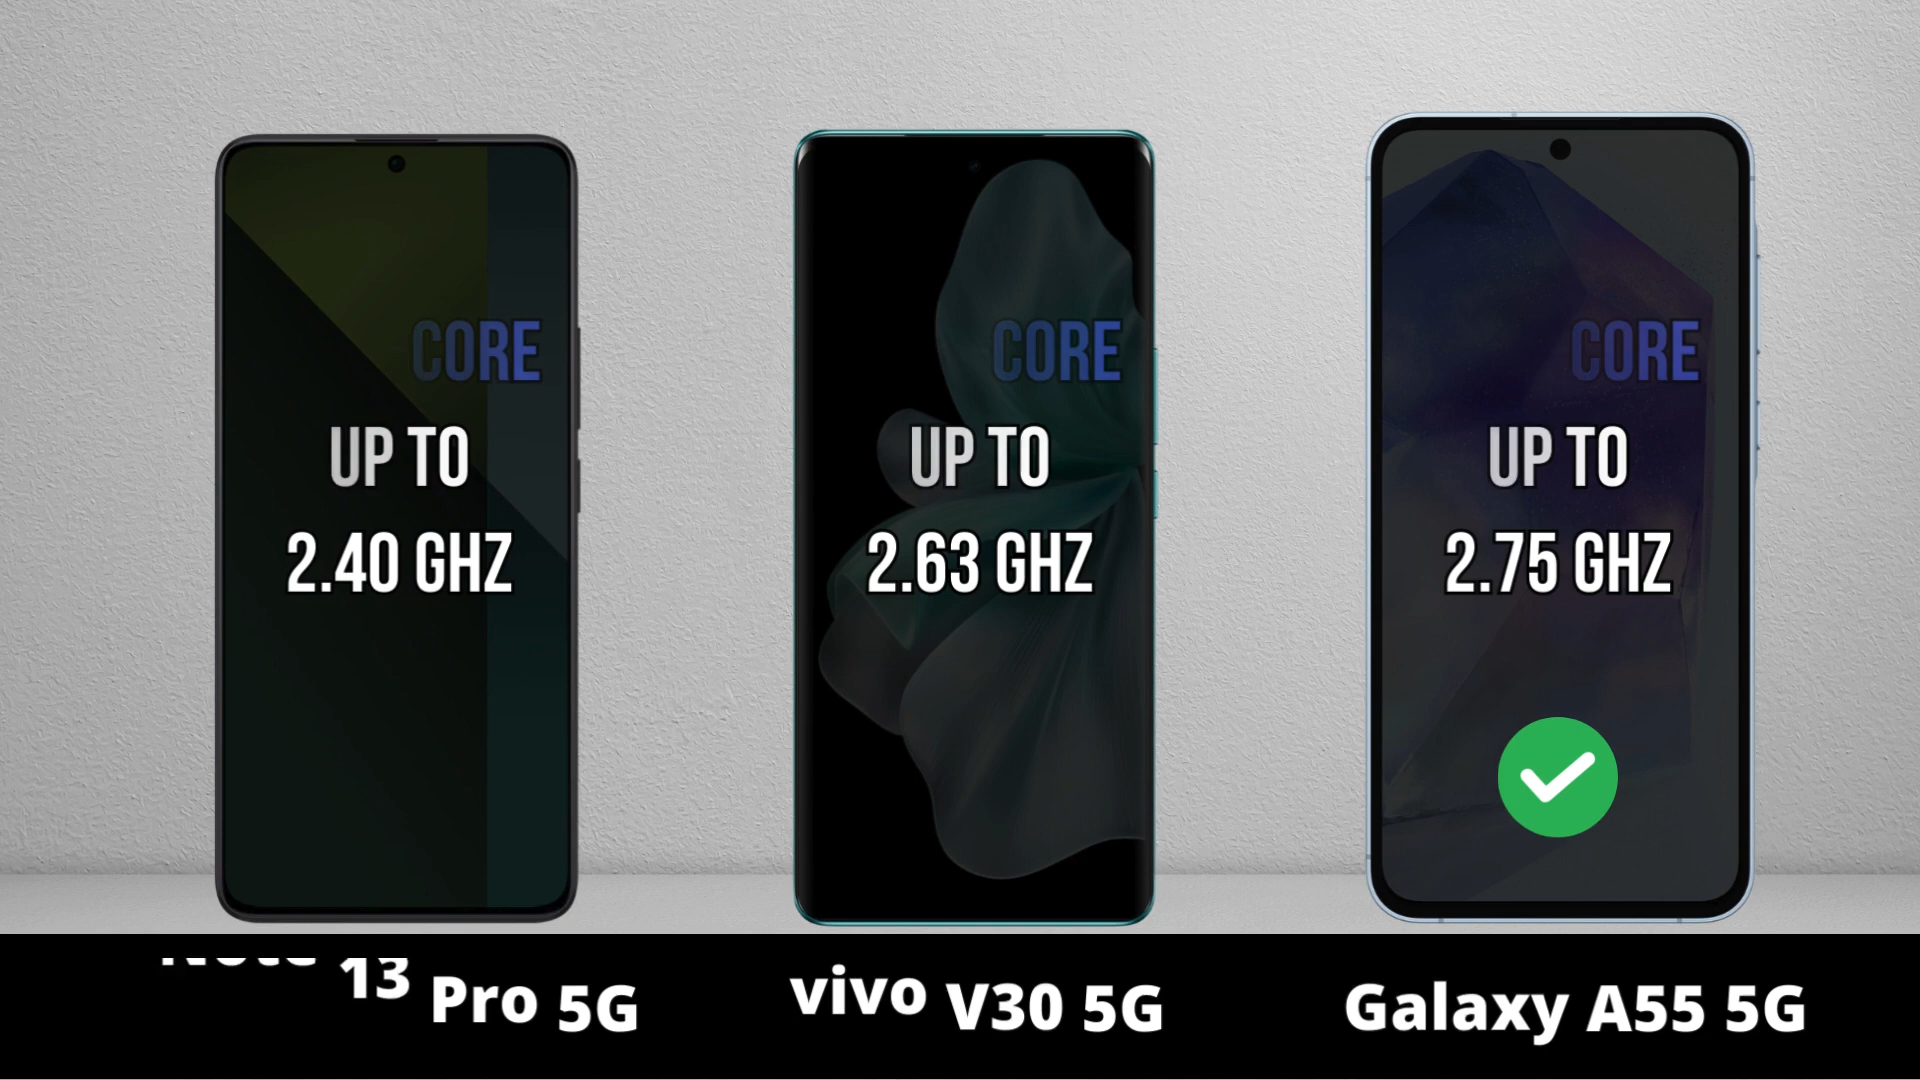 CORE
UP TO
2.40 GHZ
CORE
UP TO
2.63 GHZ
CORE
UP TO
2.75 GHZ
Note 13 Pro 5G
vivo V30 5G
Galaxy A55 5G